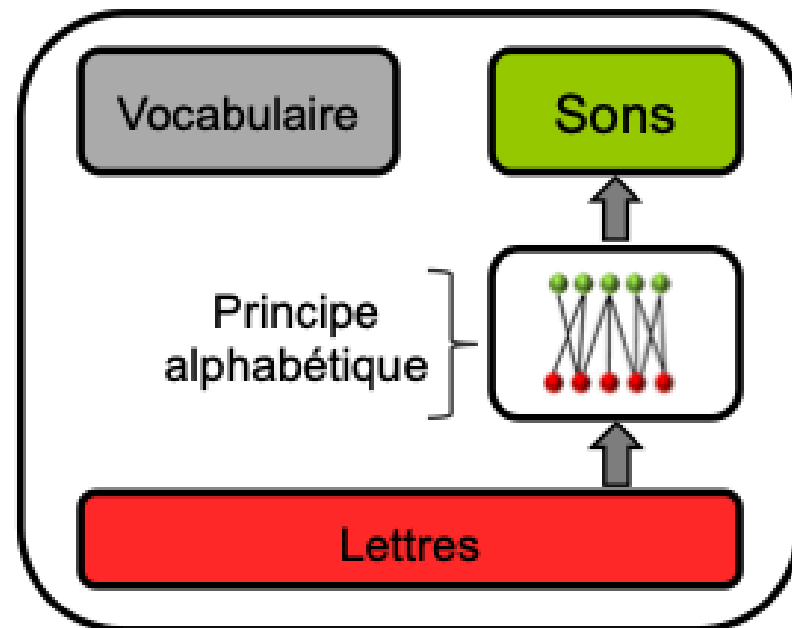 Vocabulaire
Sons
Principe
alphabétique
Lettres